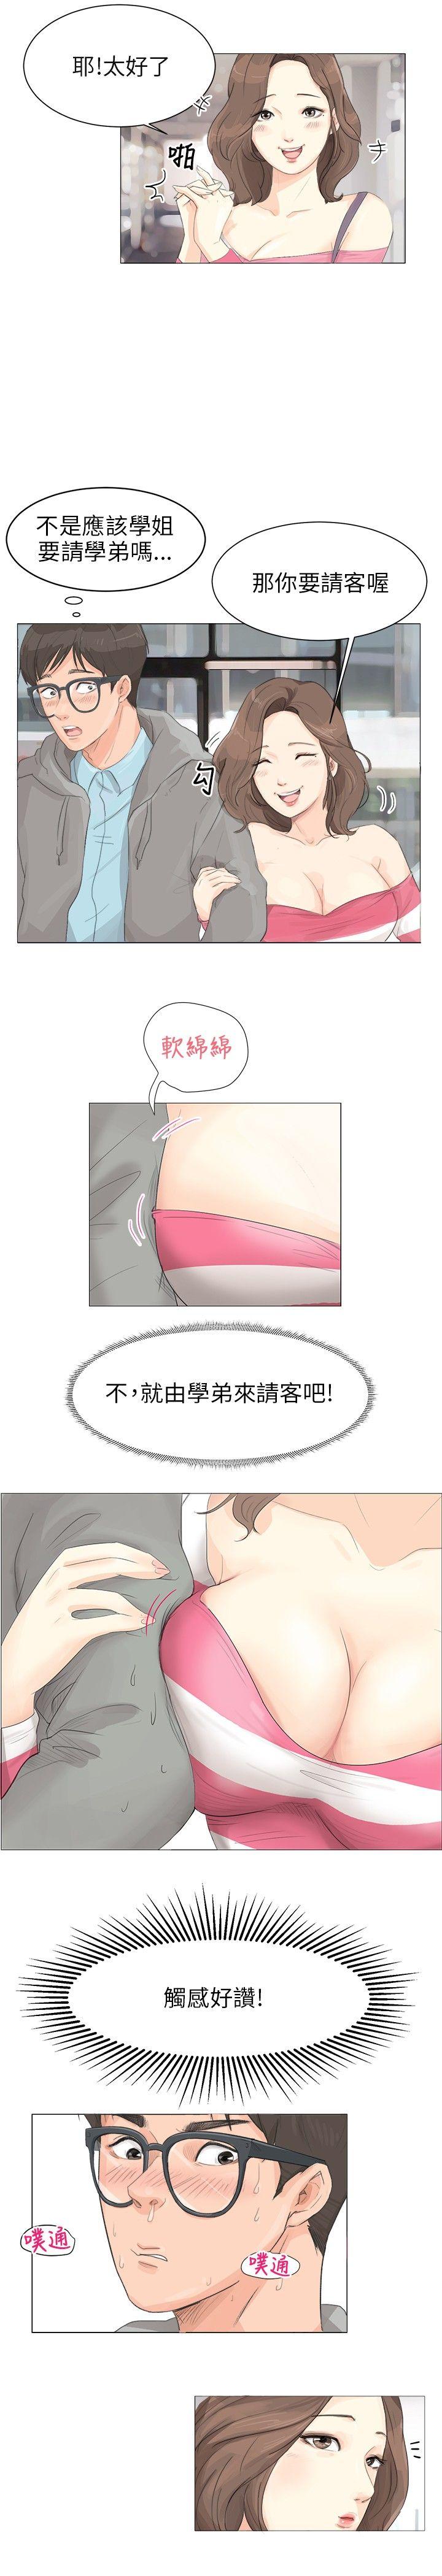 耶!太好了
啪
不是應該學姐
要請學弟嗎...
那你要請客喔
勾
軟綿綿
不,就由學弟來請客吧!
觸感好讚!
噗通
噗通